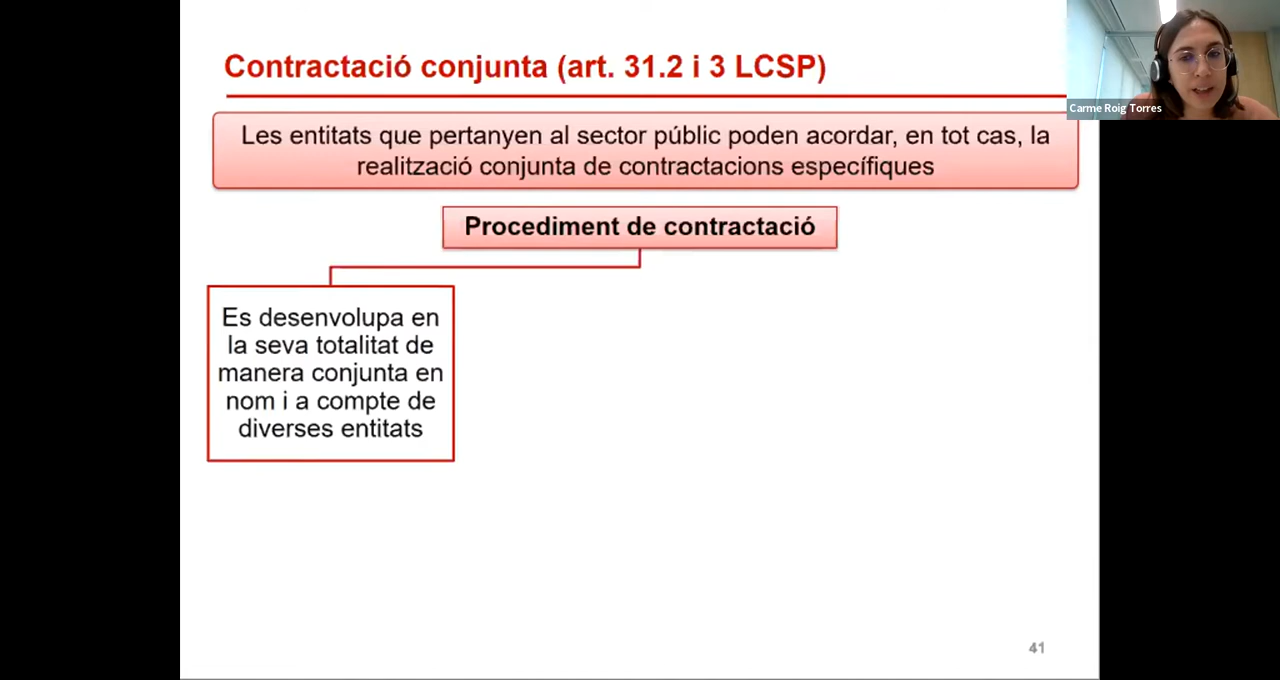 Contractació conjunta (art. 31.2 i 3 LCSP)
Carme Roig Torres
Les entitats que pertanyen al sector públic poden acordar, en tot cas, la
realització conjunta de contractacions específiques
Procediment de contractació
Es desenvolupa en
la seva totalitat de
manera conjunta en
nom i a compte de
diverses entitats
41